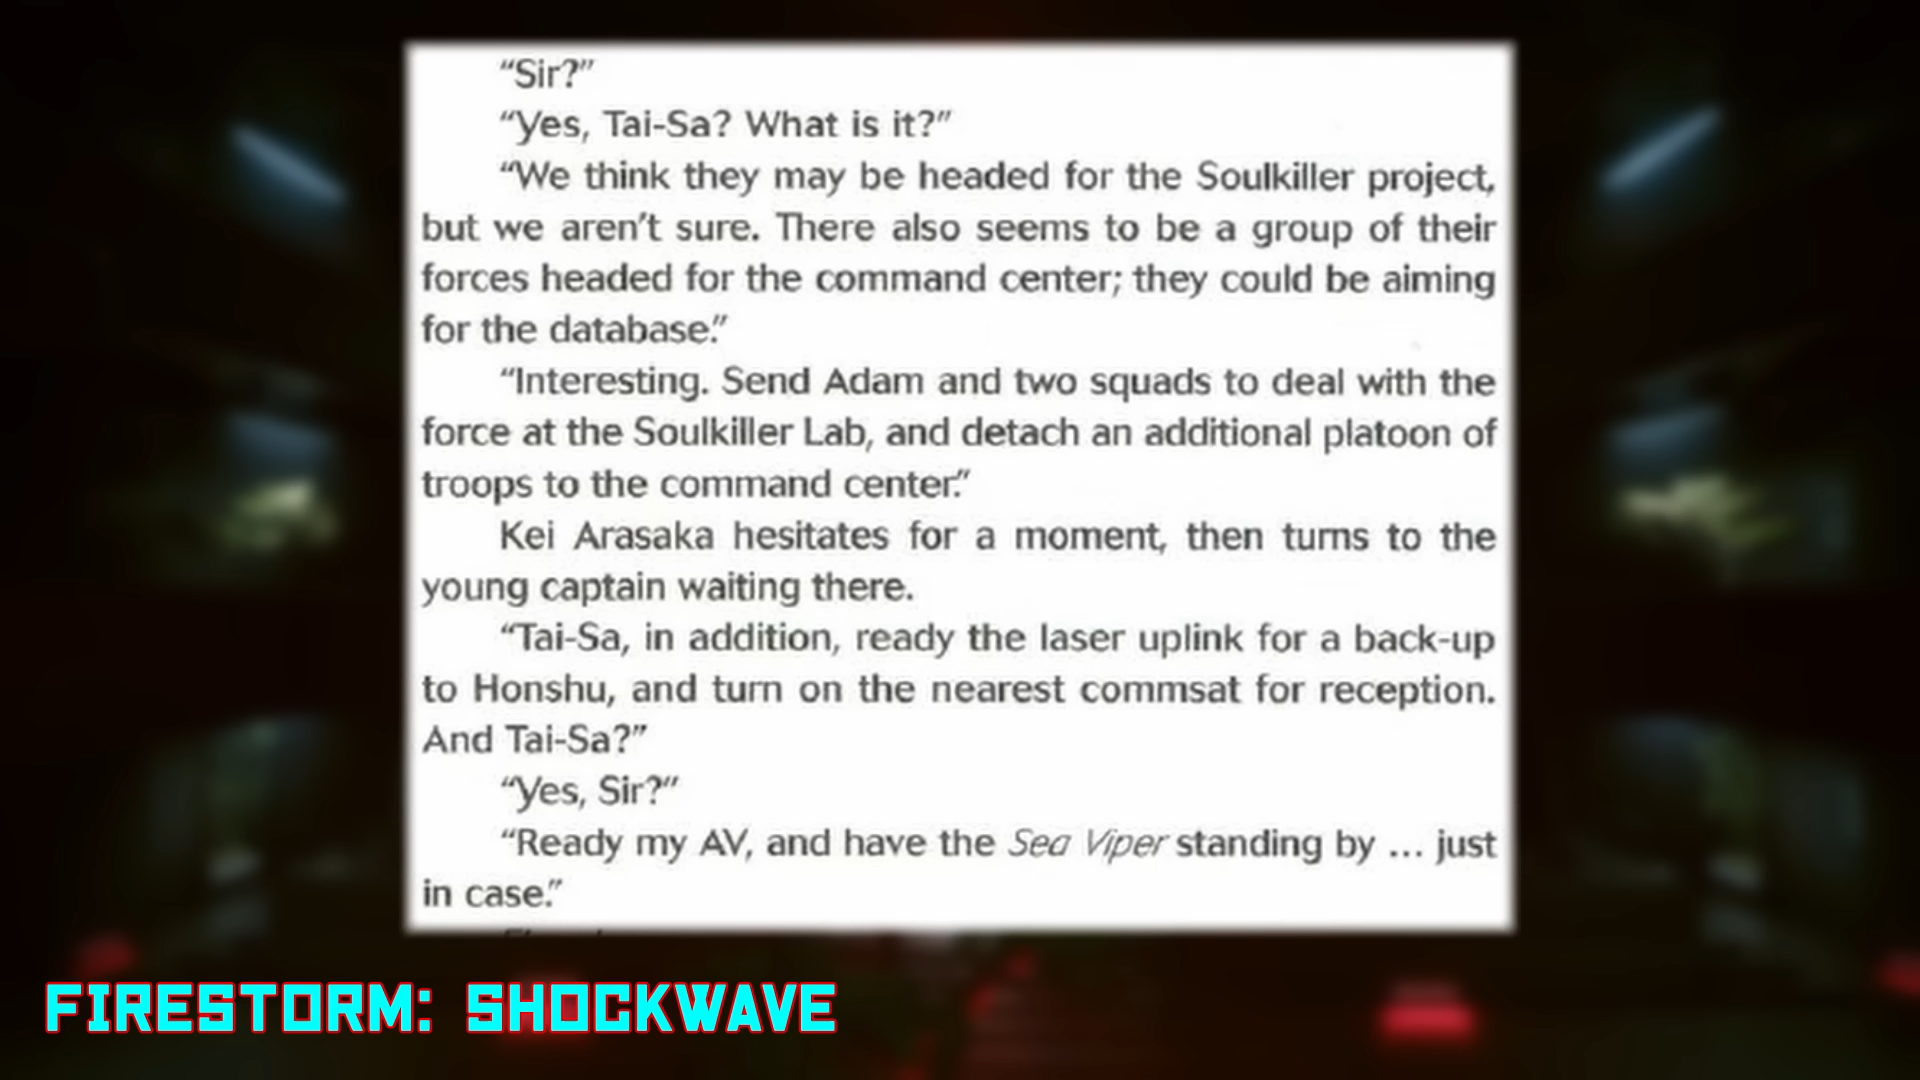 “Sir?”
“Yes, Tai-Sa? What is it?”
“We think they may be headed for the Soulkiller project,
but we aren’t sure. There also seems to be a group of their
forces headed for the command center; they could be aiming
for the database.”
“Interesting. Send Adam and two squads to deal with the
force at the Soulkiller Lab, and detach an additional platoon of
troops to the command center.”
Kei Arasaka hesitates for a moment, then turns to the
young captain waiting there.
“Tai-Sa, in addition, ready the laser uplink for a back-up
to Honshu, and turn on the nearest commsat for reception.
And Tai-Sa?”
“Yes, Sir?”
“Ready my AV, and have the Sea Viper standing by ... just
in case.”
FIRESTORM: SHOCKWAVE